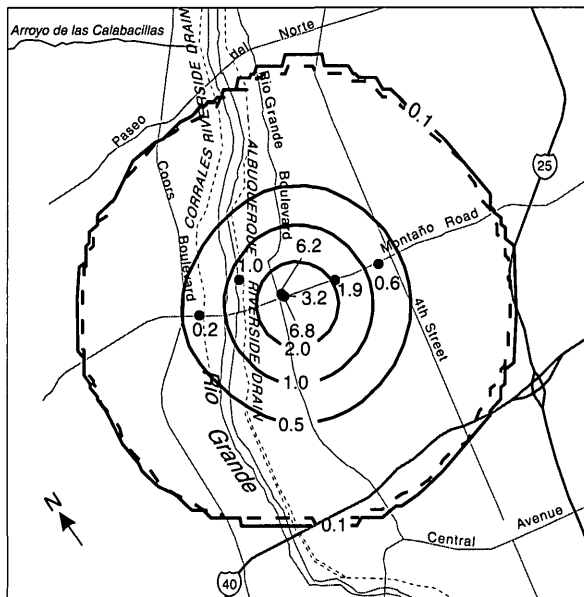 Arroyo de las Calabacillas
Paseo del Norte
CORRALES RIVERSIDE DRAIN
Rio Grande Boulevard
ALBUQUERQUE RIVERSIDE DRAIN
Coors Boulevard
0.1
25
Montaño Road
6.2
.0
0.6
1.9
3.2
0.2
6.8
2.0
4th Street
1.0
0.5
Rio Grande
N
0.1
Central Avenue
40